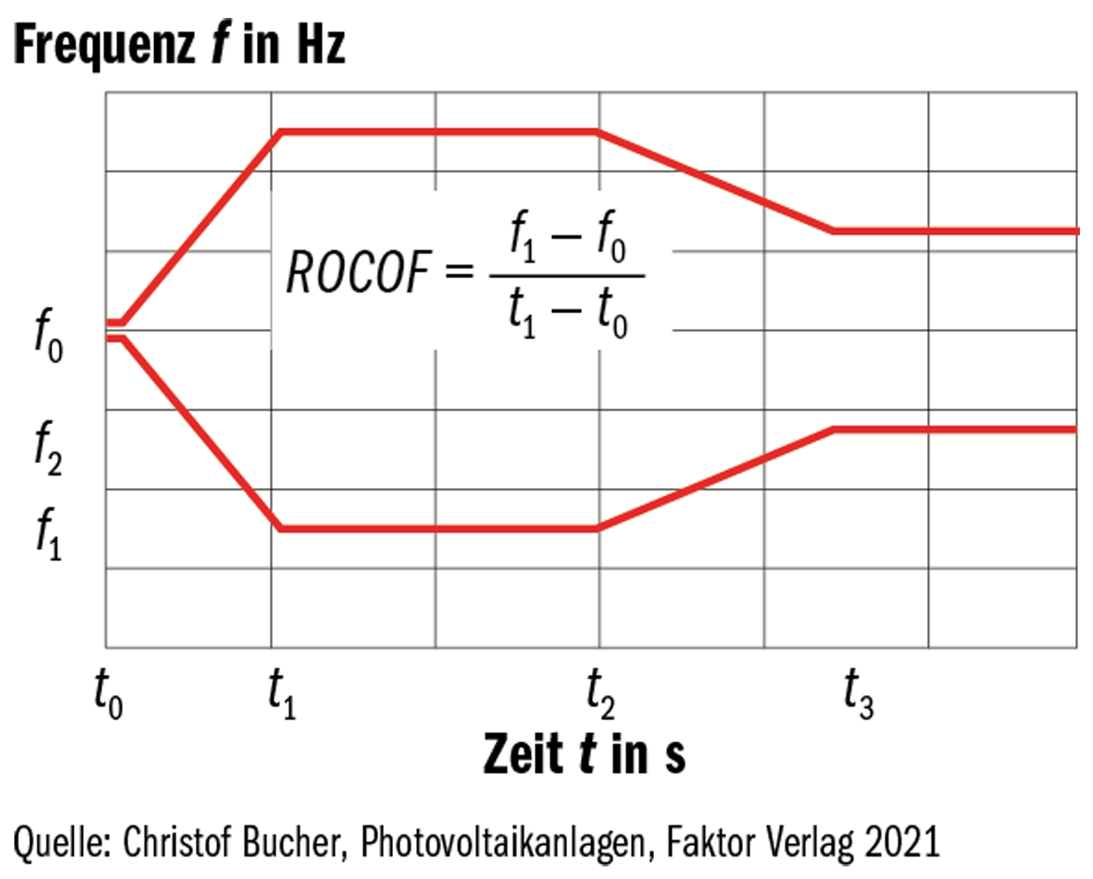 Frequenz f in Hz
ROCOF = f₁ – f₀ / t₁ – t₀
f₀
f₂
f₁
t₀ t₁ t₂ t₃
Zeit t in s
Quelle: Christof Bucher, Photovoltaikanlagen, Faktor Verlag 2021